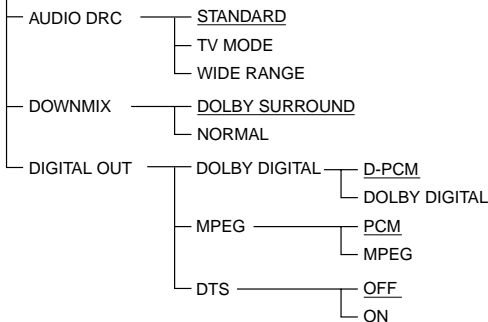 AUDIO DRC STANDARD
TV MODE
WIDE RANGE
DOWNMIX DOLBY SURROUND
NORMAL
DIGITAL OUT DOLBY DIGITAL D-PCM
DOLBY DIGITAL
MPEG PCM
MPEG
DTS OFF
ON